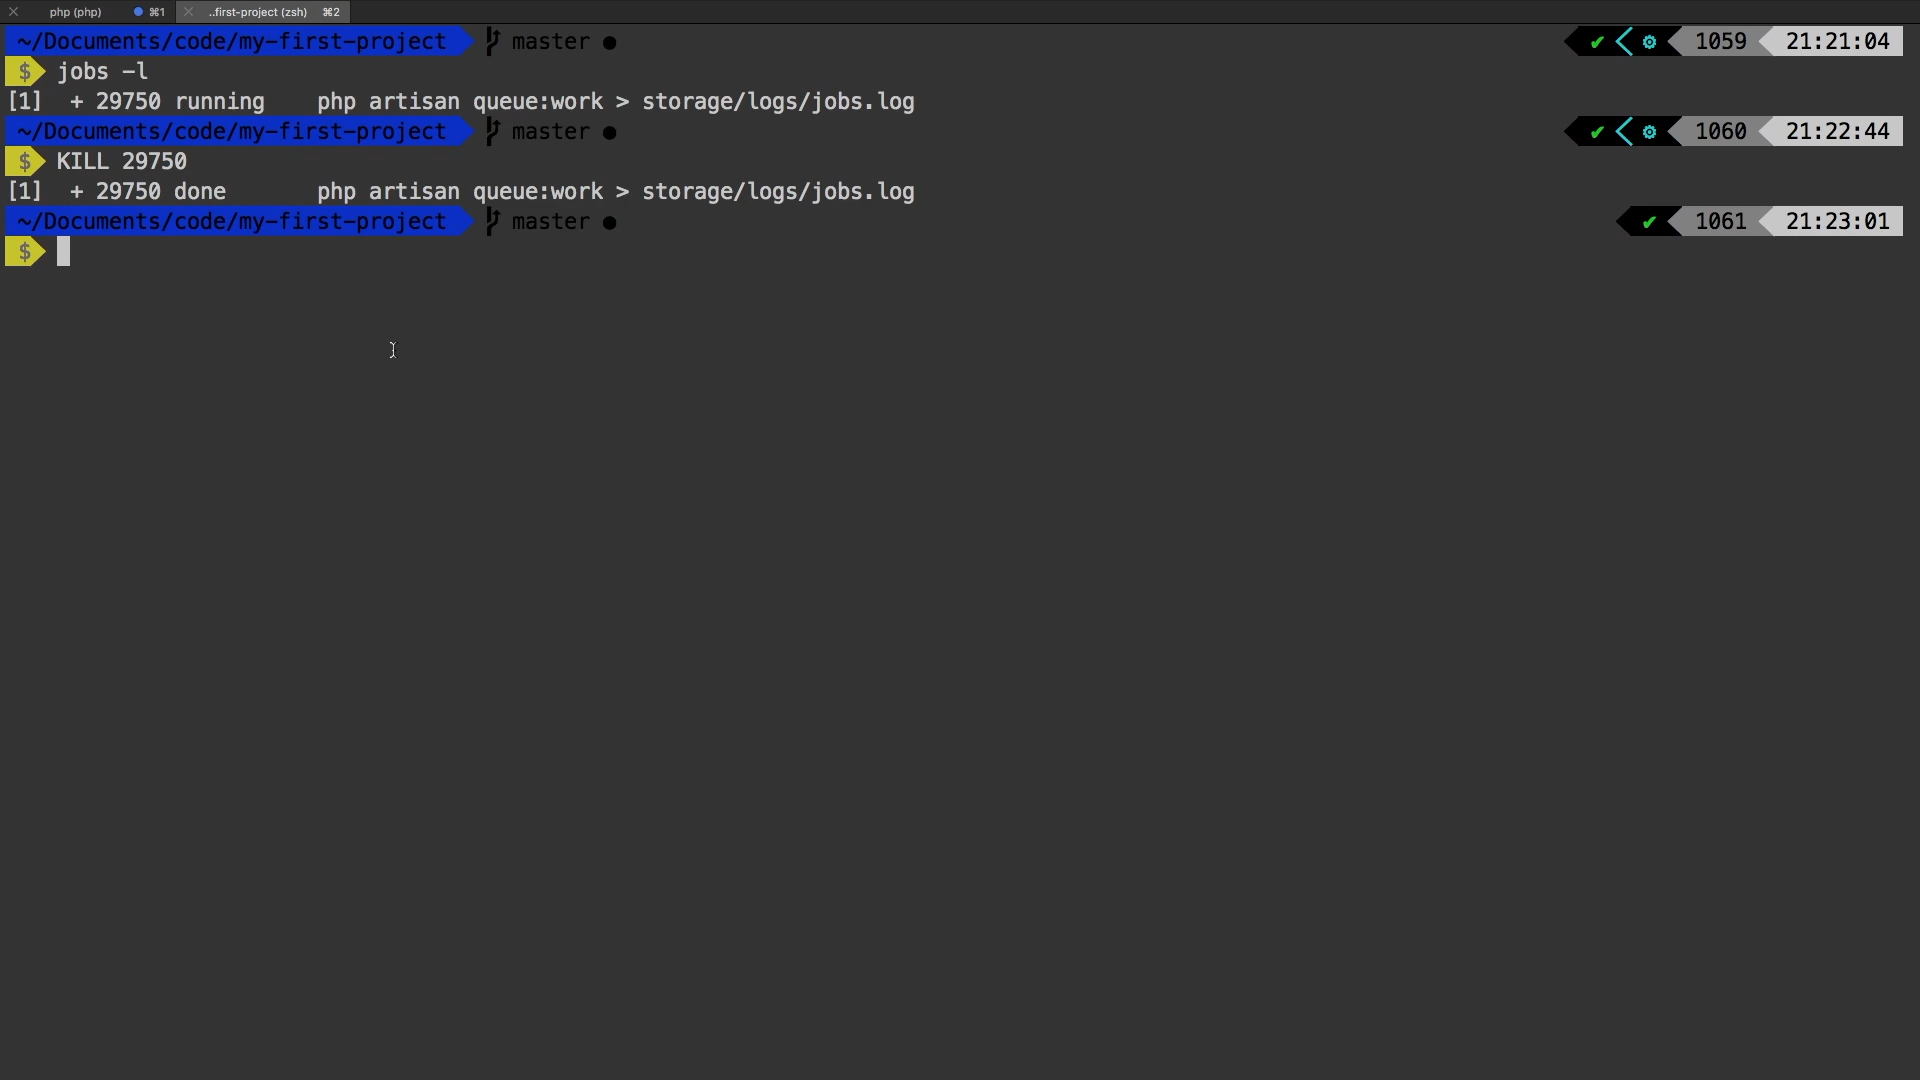 php (php) ⌘1 ..first-project (zsh) ⌘2
~/Documents/code/my-first-project master ● ✔ ⚙ 1059 21:21:04
$ jobs -l
[1]  + 29750 running    php artisan queue:work > storage/logs/jobs.log
~/Documents/code/my-first-project master ● ✔ ⚙ 1060 21:22:44
$ KILL 29750
[1]  + 29750 done       php artisan queue:work > storage/logs/jobs.log
~/Documents/code/my-first-project master ● ✔ 1061 21:23:01
$